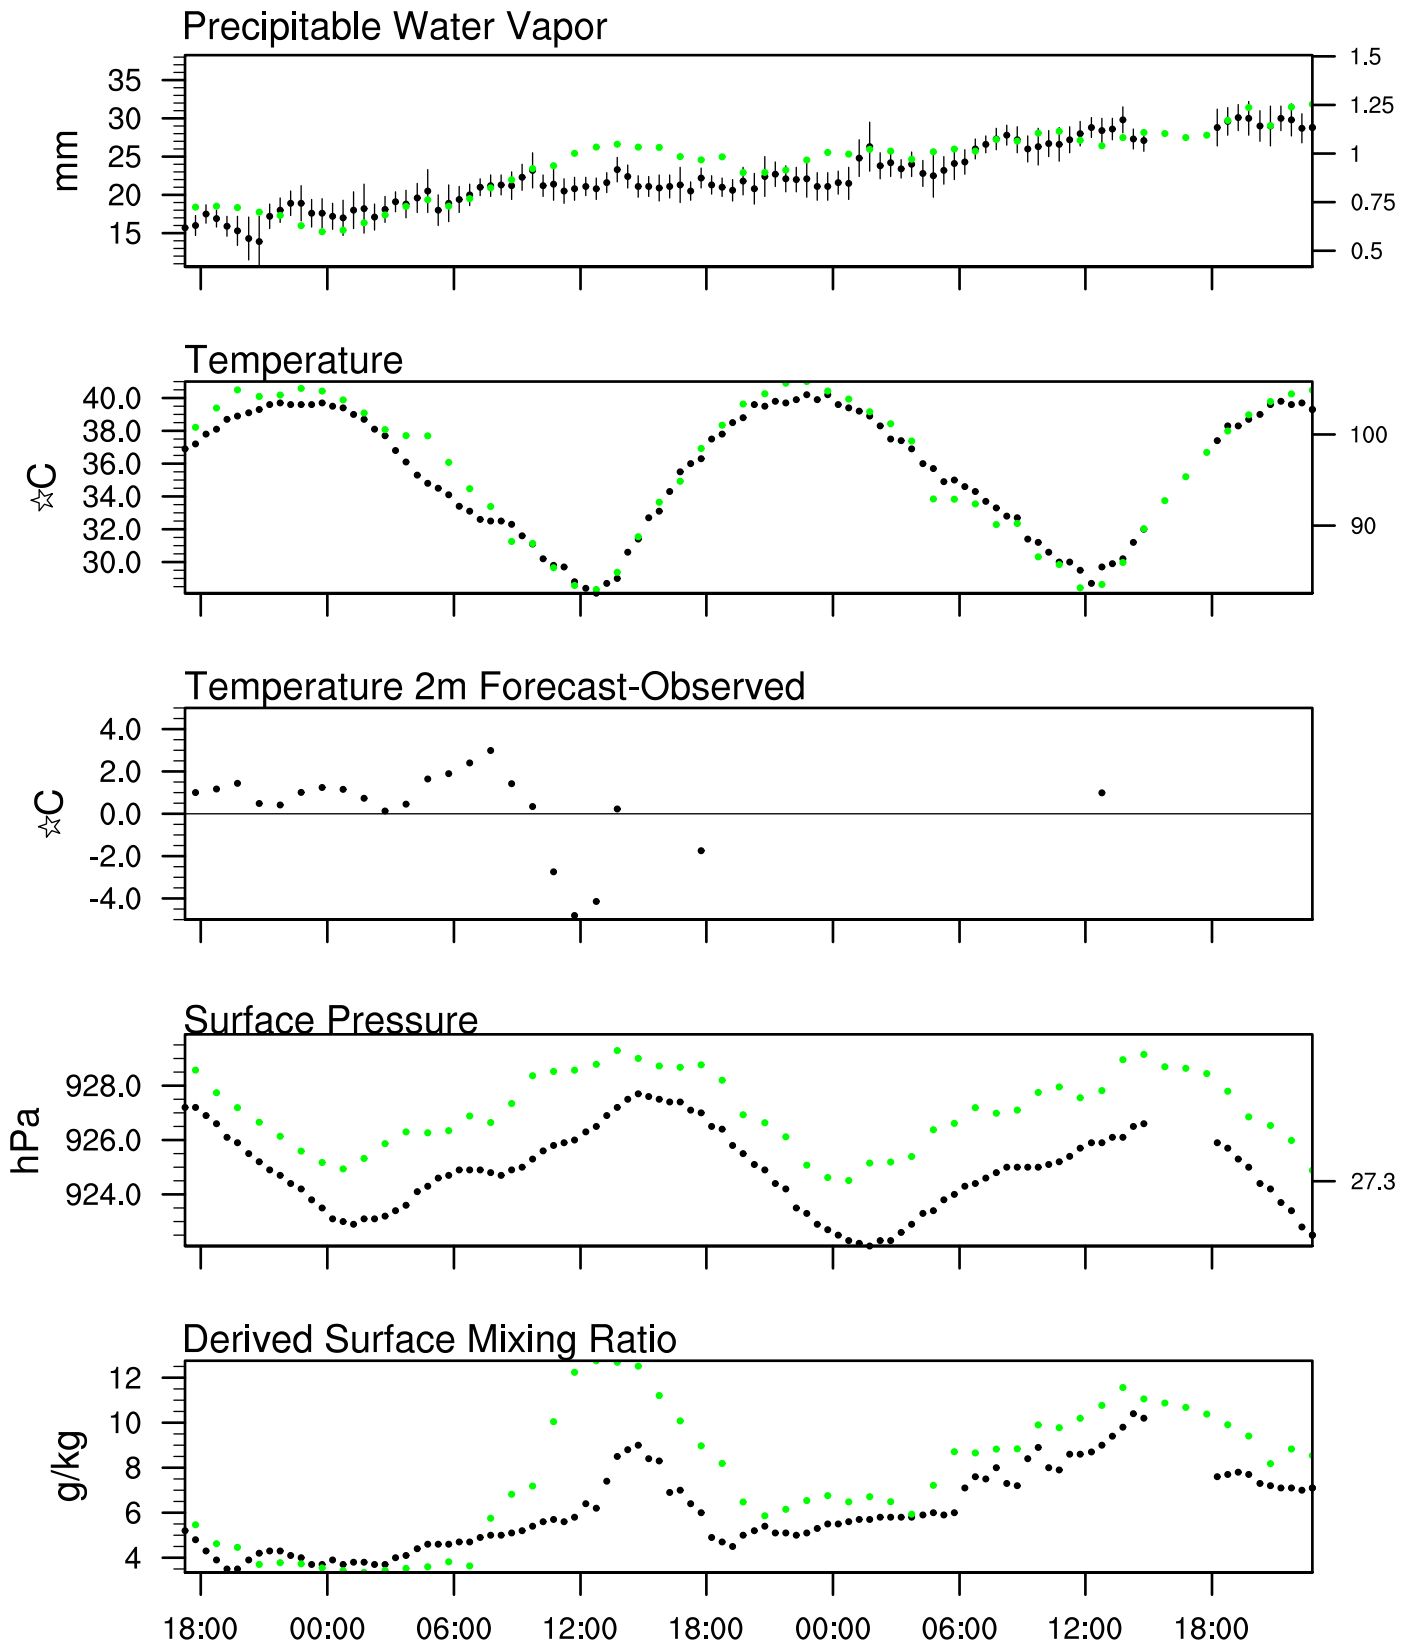 Precipitable Water Vapor
35
30
25
20
15
mm
1.5
1.25
1
0.75
0.5
Temperature
40.0
38.0
36.0
34.0
32.0
30.0
☆C
100
90
Temperature 2m Forecast-Observed
4.0
2.0
0.0
-2.0
-4.0
☆C
Surface Pressure
928.0
926.0
924.0
hPa
27.3
Derived Surface Mixing Ratio
12
10
8
6
4
g/kg
18:00 00:00 06:00 12:00 18:00 00:00 06:00 12:00 18:00